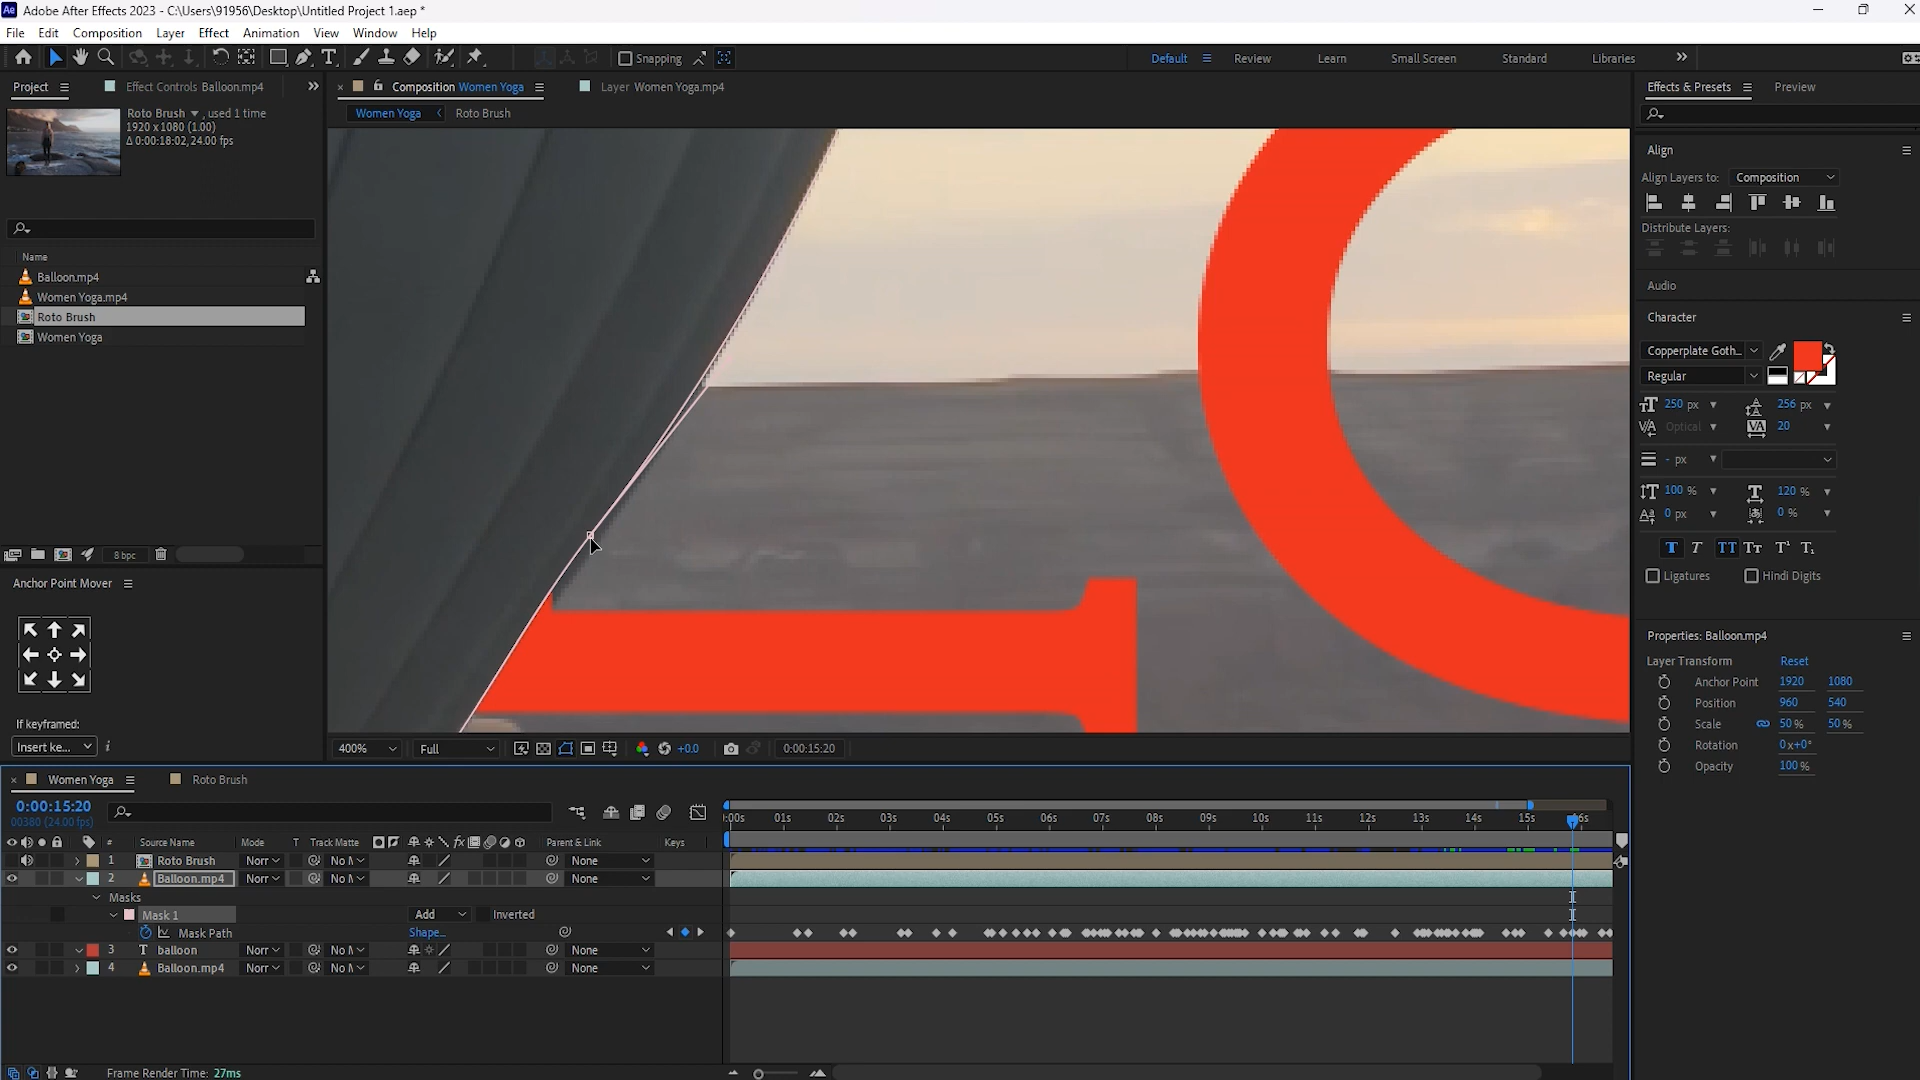 Adobe After Effects 2023 - C:\Users\91956\Desktop\Untitled Project 1.aep *
File Edit Composition Layer Effect Animation View Window Help
Snapping Default Review Learn Small Screen Standard Libraries
Project Effect Controls Balloon.mp4 Composition Women Yoga Layer Women Yoga.mp4 Effects & Presets Preview
Roto Brush , used 1 time
1920 x 1080 (1.00)
Δ 0:00:18:02, 24.00 fps
Women Yoga Roto Brush
Align
Align Layers to: Composition
Distribute Layers:
Name
Balloon.mp4
Women Yoga.mp4
Roto Brush
Women Yoga
Audio
Character
Copperplate Goth...
Regular
250 px 256 px
Optical 20
- px
100 % 120 %
0 px 0 %
T T TT Tt T¹ T₁
Ligatures Hindi Digits
8 bpc
Anchor Point Mover
If keyframed:
Insert ke...
Properties: Balloon.mp4
Layer Transform Reset
Anchor Point 1920 1080
Position 960 540
Scale 50 % 50 %
Rotation 0x+0°
Opacity 100 %
400% Full +0.0 0:00:15:20
Women Yoga Roto Brush
0:00:15:20
00380 (24.00 fps)
:00s 01s 02s 03s 04s 05s 06s 07s 08s 09s 10s 11s 12s 13s 14s 15s
# Source Name Mode T Track Matte Parent & Link Keys
1 Roto Brush Norr None
2 Balloon.mp4 Norr None
Masks
Mask 1 Add Inverted
Mask Path Shape...
3 T balloon Norr None
4 Balloon.mp4 Norr None
Frame Render Time: 27ms